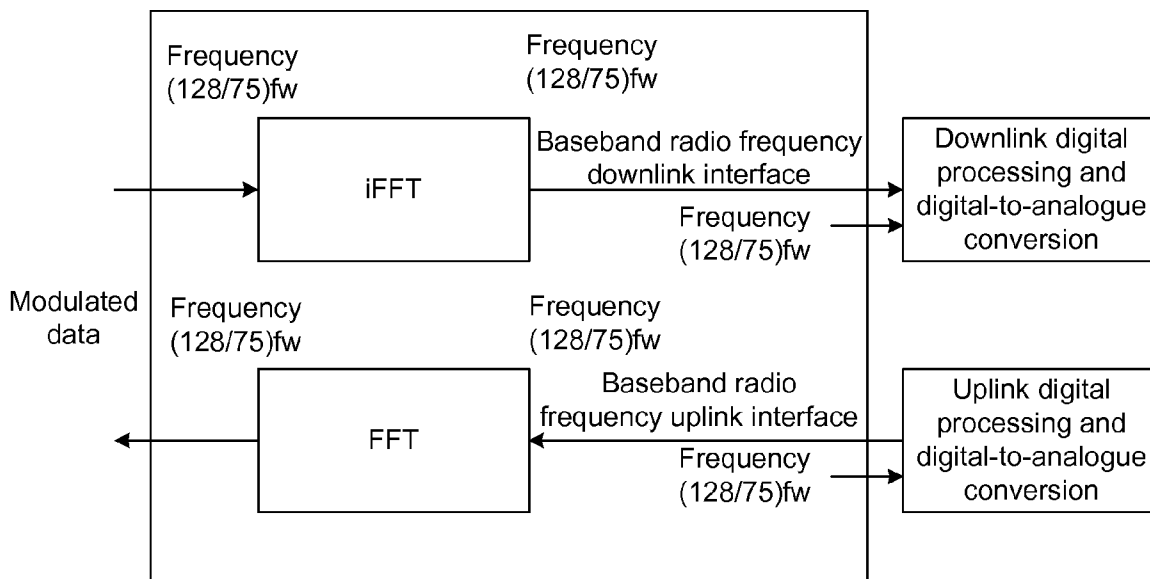 Frequency
(128/75)fw
Frequency
(128/75)fw
iFFT
Baseband radio frequency
downlink interface
Frequency
(128/75)fw
Downlink digital
processing and
digital-to-analogue
conversion
Modulated
data
Frequency
(128/75)fw
Frequency
(128/75)fw
FFT
Baseband radio
frequency uplink interface
Frequency
(128/75)fw
Uplink digital
processing and
digital-to-analogue
conversion